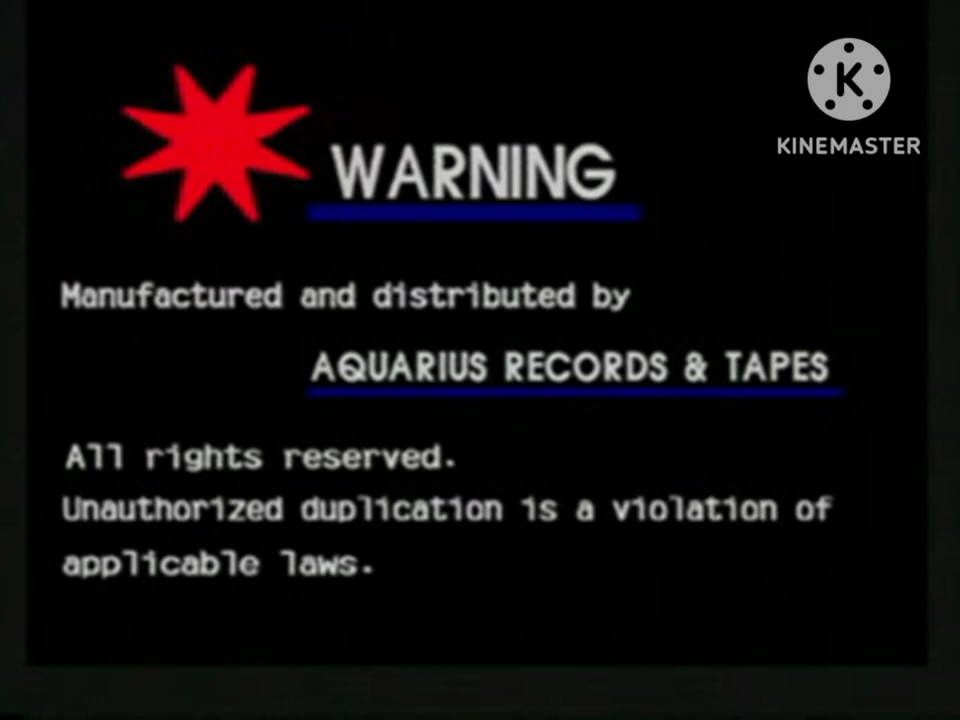 WARNING
KINEMASTER
Manufactured and distributed by
AQUARIUS RECORDS & TAPES
All rights reserved.
Unauthorized duplication is a violation of
applicable laws.